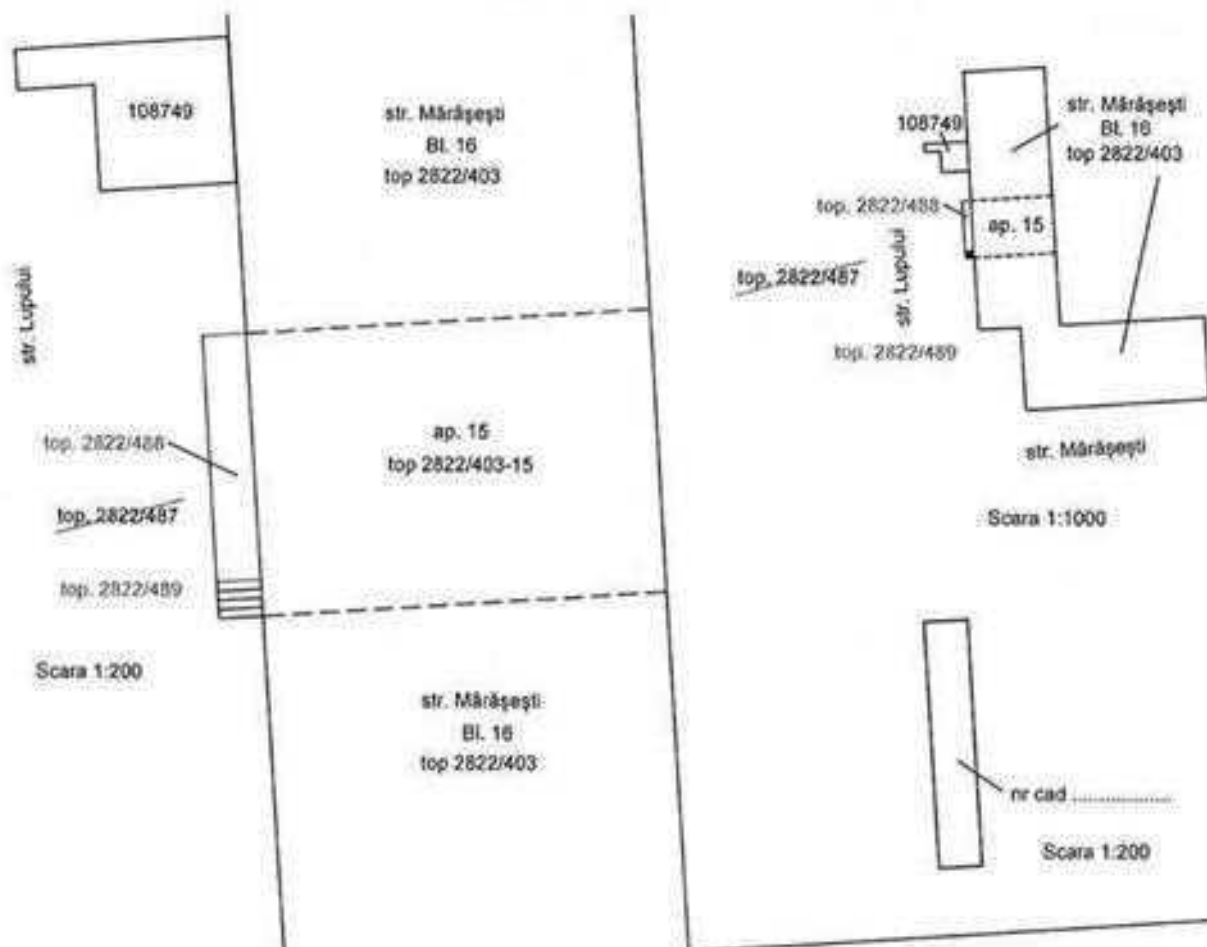 108749
str. Mărăşeşti
Bl. 16
top 2822/403
str. Lupului
top. 2822/488
top. 2822/487
top. 2822/489
Scara 1:200
ap. 15
top 2822/403-15
str. Mărăşeşti
Bl. 16
top 2822/403
108749
str. Mărăşeşti
Bl. 16
top 2822/403
top. 2822/488
ap. 15
top. 2822/487
str. Lupului
top. 2822/489
str. Mărăşeşti
Scara 1:1000
nr cad ....................
Scara 1:200